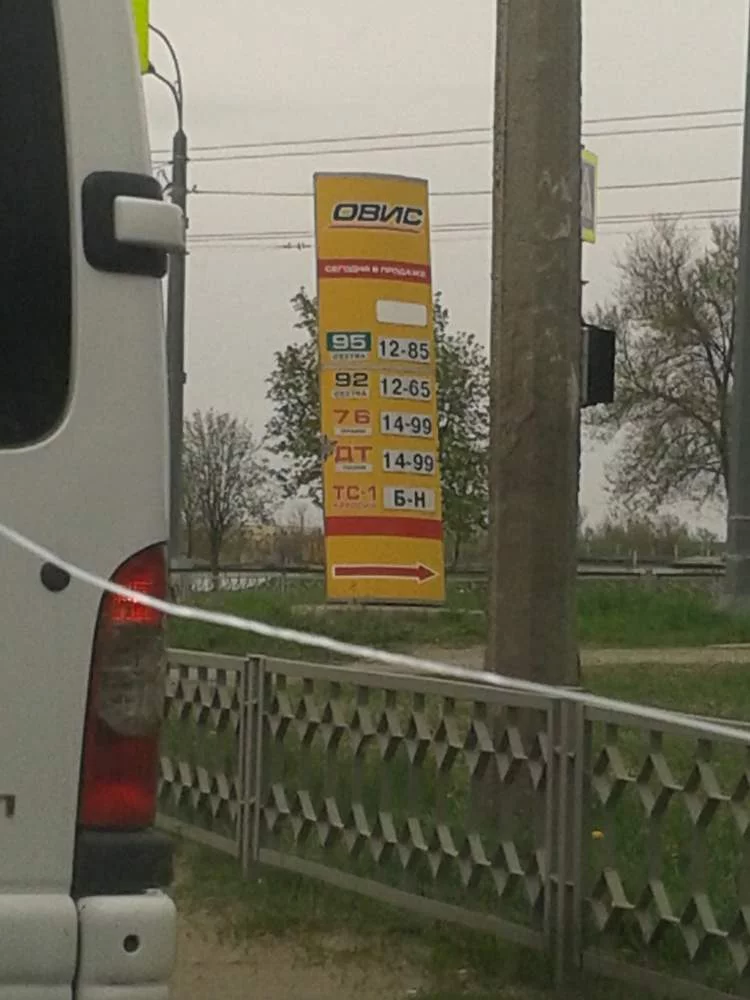 ОВИС
СЕГОДНЯ В ПРОДАЖЕ
95 12-85
92 12-65
76 14-99
ДТ 14-99
ТС-1 Б-Н